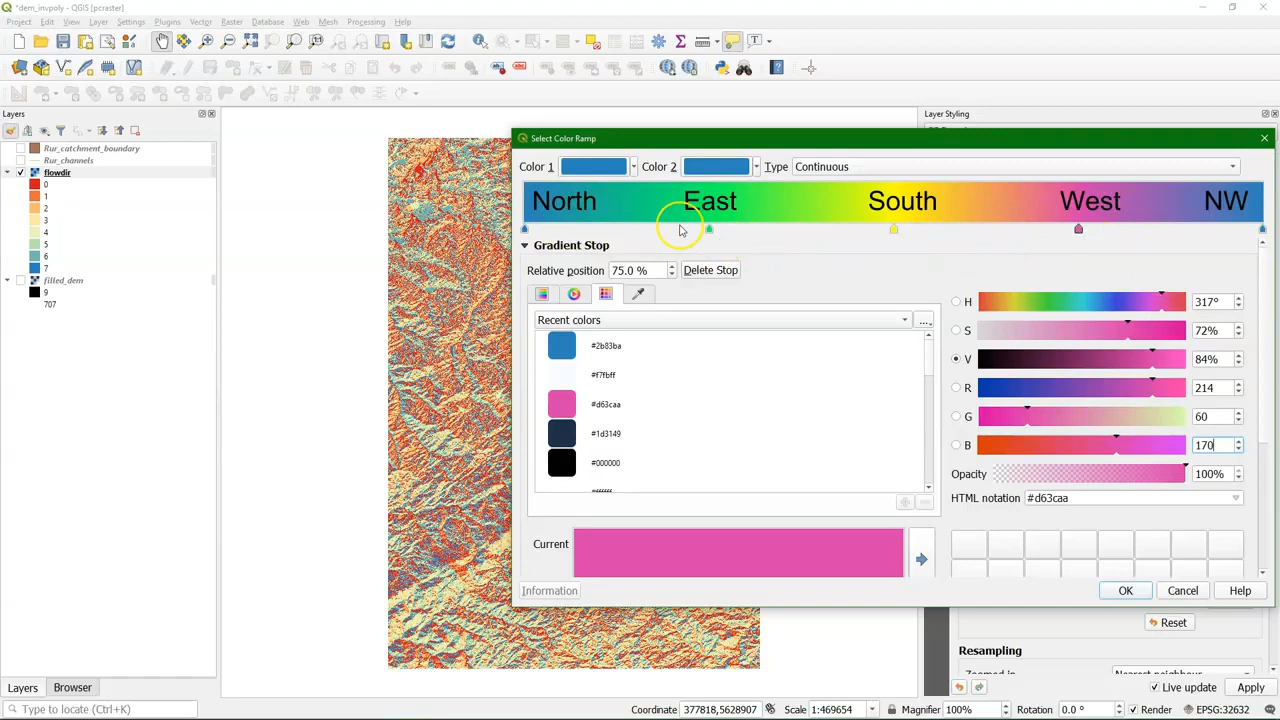 *dem_invpoly - QGIS [pcraster]
Project Edit View Layer Settings Plugins Vector Raster Database Web Mesh Processing Help
Layers
Rur_catchment_boundary
Rur_channels
flowdir
0
1
2
3
4
5
6
7
filled_dem
9
707
Layer Styling
Select Color Ramp
Color 1 Color 2 Type Continuous
North East South West NW
Gradient Stop
Relative position 75.0 % Delete Stop
Recent colors ...
#2b83ba
#f7fbff
#d63caa
#1d3149
#000000
#ffffff
H 317°
S 72%
V 84%
R 214
G 60
B 170
Opacity 100%
HTML notation #d63caa
Current
Information OK Cancel Help
Reset
Resampling
Zoomed in Nearest neighbour
Layers Browser
Live update Apply
Type to locate (Ctrl+K) Coordinate 377818,5628907 Scale 1:469654 Magnifier 100% Rotation 0.0 ° Render EPSG:32632